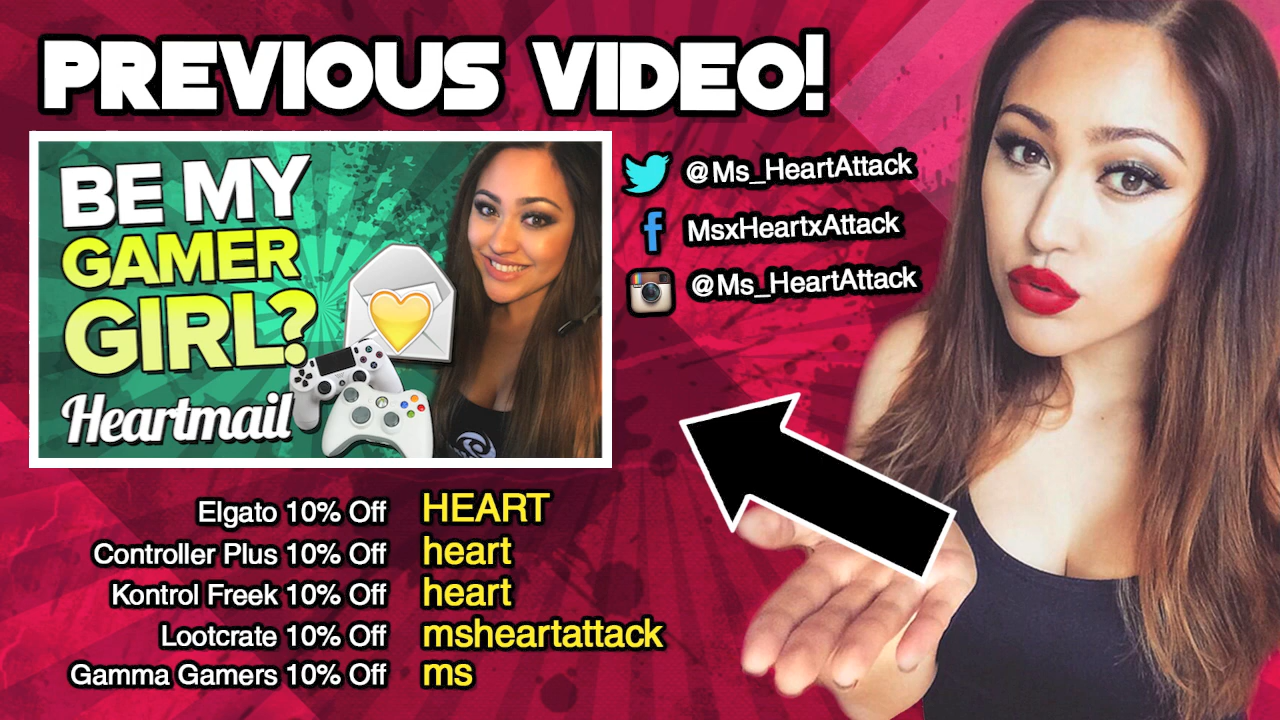 PREVIOUS VIDEO!
BE MY
GAMER
GIRL?
Heartmail
@Ms_HeartAttack
MsxHeartxAttack
@Ms_HeartAttack
Elgato 10% Off HEART
Controller Plus 10% Off heart
Kontrol Freek 10% Off heart
Lootcrate 10% Off msheartattack
Gamma Gamers 10% Off ms